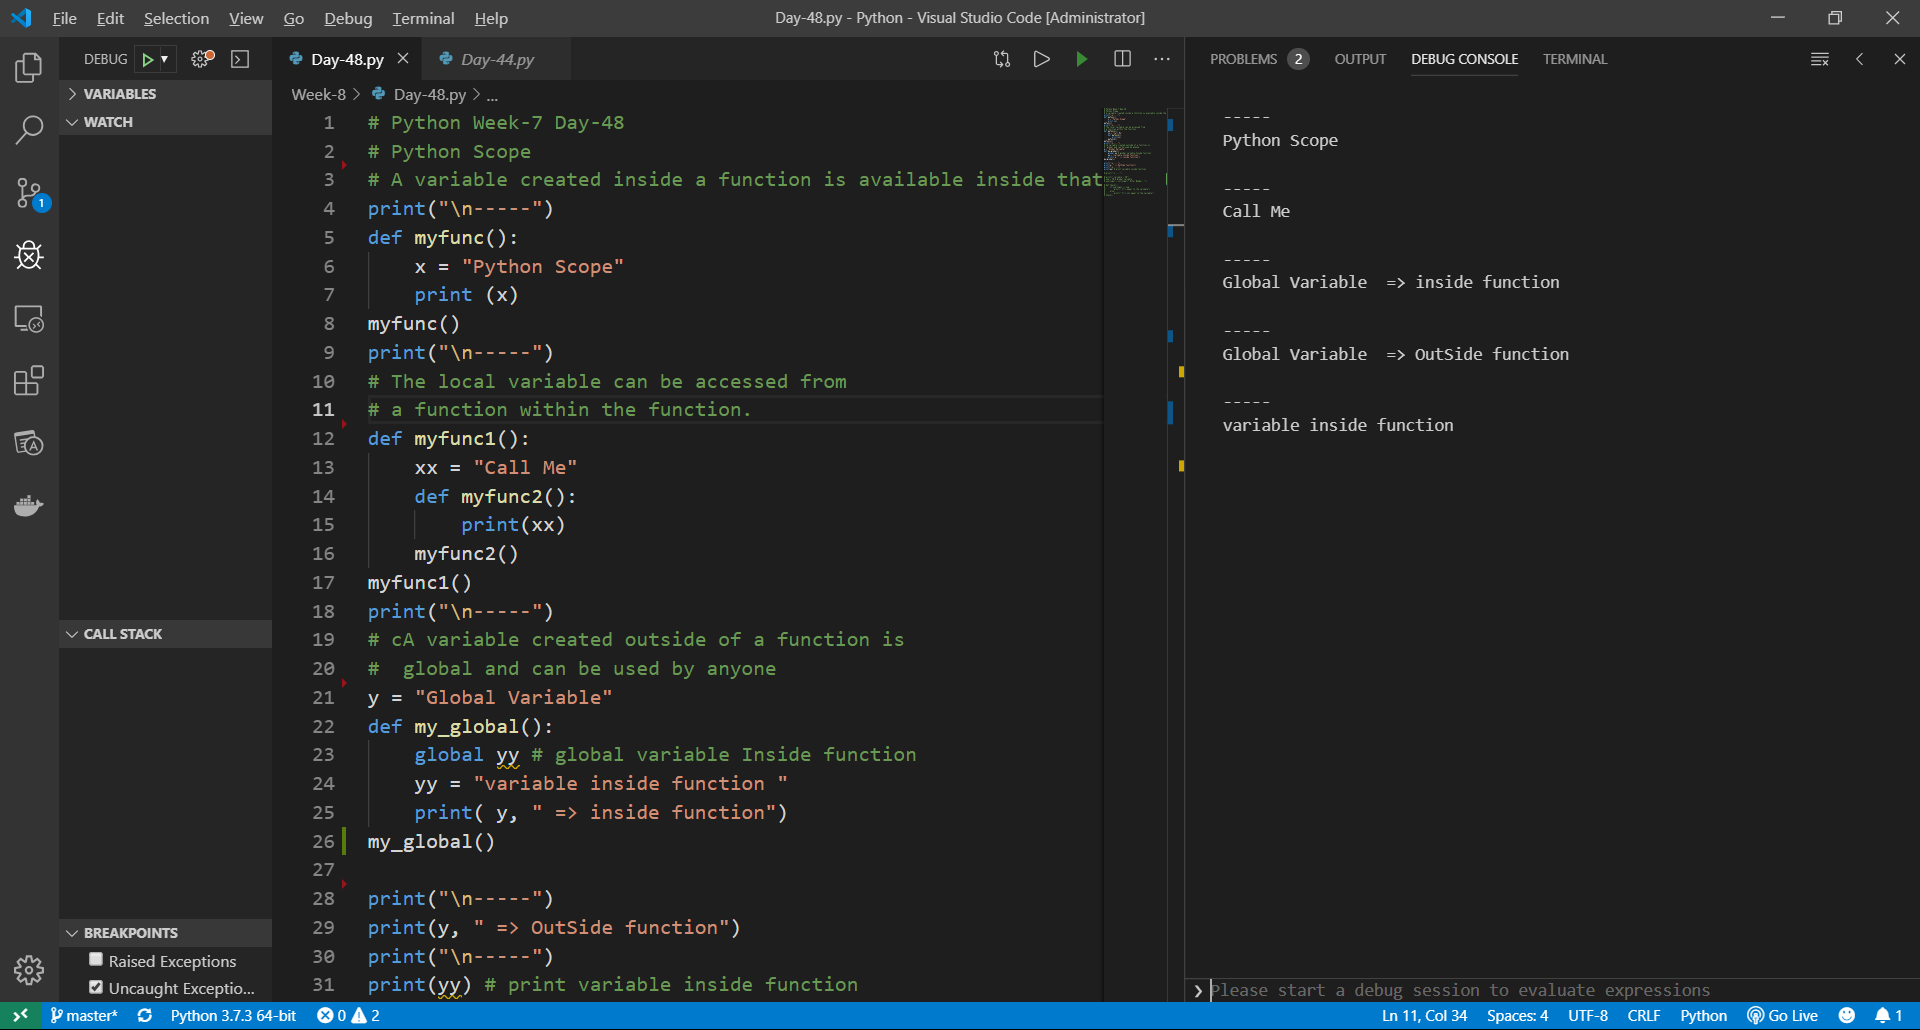 File Edit Selection View Go Debug Terminal Help
Day-48.py - Python - Visual Studio Code [Administrator]
DEBUG
VARIABLES
WATCH
CALL STACK
BREAKPOINTS
Raised Exceptions
Uncaught Exceptio...
1
Day-48.py
Day-44.py
Week-8 > Day-48.py > ...
1 # Python Week-7 Day-48
2 # Python Scope
3 # A variable created inside a function is available inside that
4 print("\n-----")
5 def myfunc():
6 x = "Python Scope"
7 print (x)
8 myfunc()
9 print("\n-----")
10 # The local variable can be accessed from
11 # a function within the function.
12 def myfunc1():
13 xx = "Call Me"
14 def myfunc2():
15 print(xx)
16 myfunc2()
17 myfunc1()
18 print("\n-----")
19 # cA variable created outside of a function is
20 #  global and can be used by anyone
21 y = "Global Variable"
22 def my_global():
23 global yy # global variable Inside function
24 yy = "variable inside function "
25 print( y, " => inside function")
26 my_global()
27
28 print("\n-----")
29 print(y, " => OutSide function")
30 print("\n-----")
31 print(yy) # print variable inside function
PROBLEMS 2 OUTPUT DEBUG CONSOLE TERMINAL
-----
Python Scope
-----
Call Me
-----
Global Variable  => inside function
-----
Global Variable  => OutSide function
-----
variable inside function
Please start a debug session to evaluate expressions
master* Python 3.7.3 64-bit 0 2 Ln 11, Col 34 Spaces: 4 UTF-8 CRLF Python Go Live 1